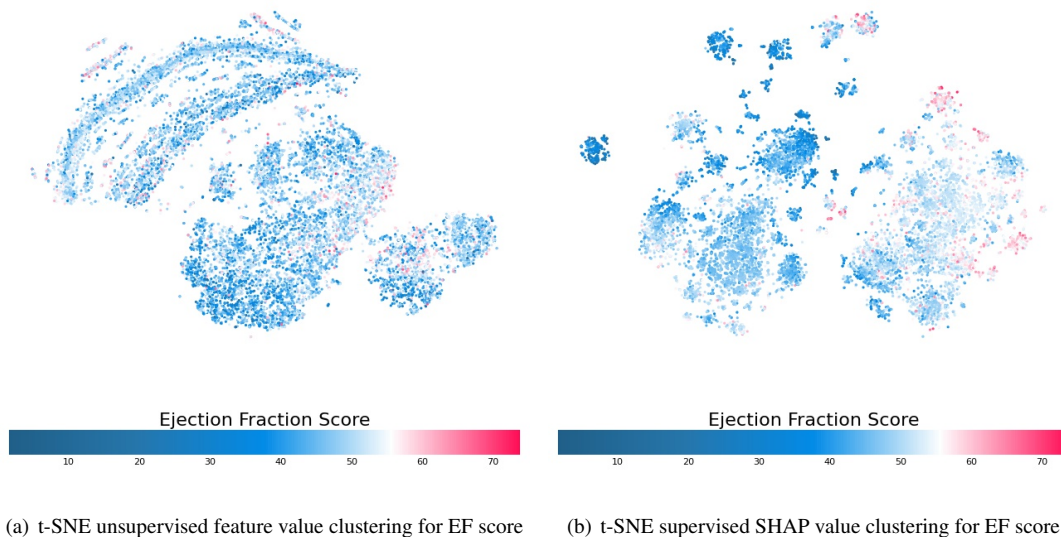 Ejection Fraction Score
10 20 30 40 50 60 70
Ejection Fraction Score
10 20 30 40 50 60 70
(a) t-SNE unsupervised feature value clustering for EF score
(b) t-SNE supervised SHAP value clustering for EF score